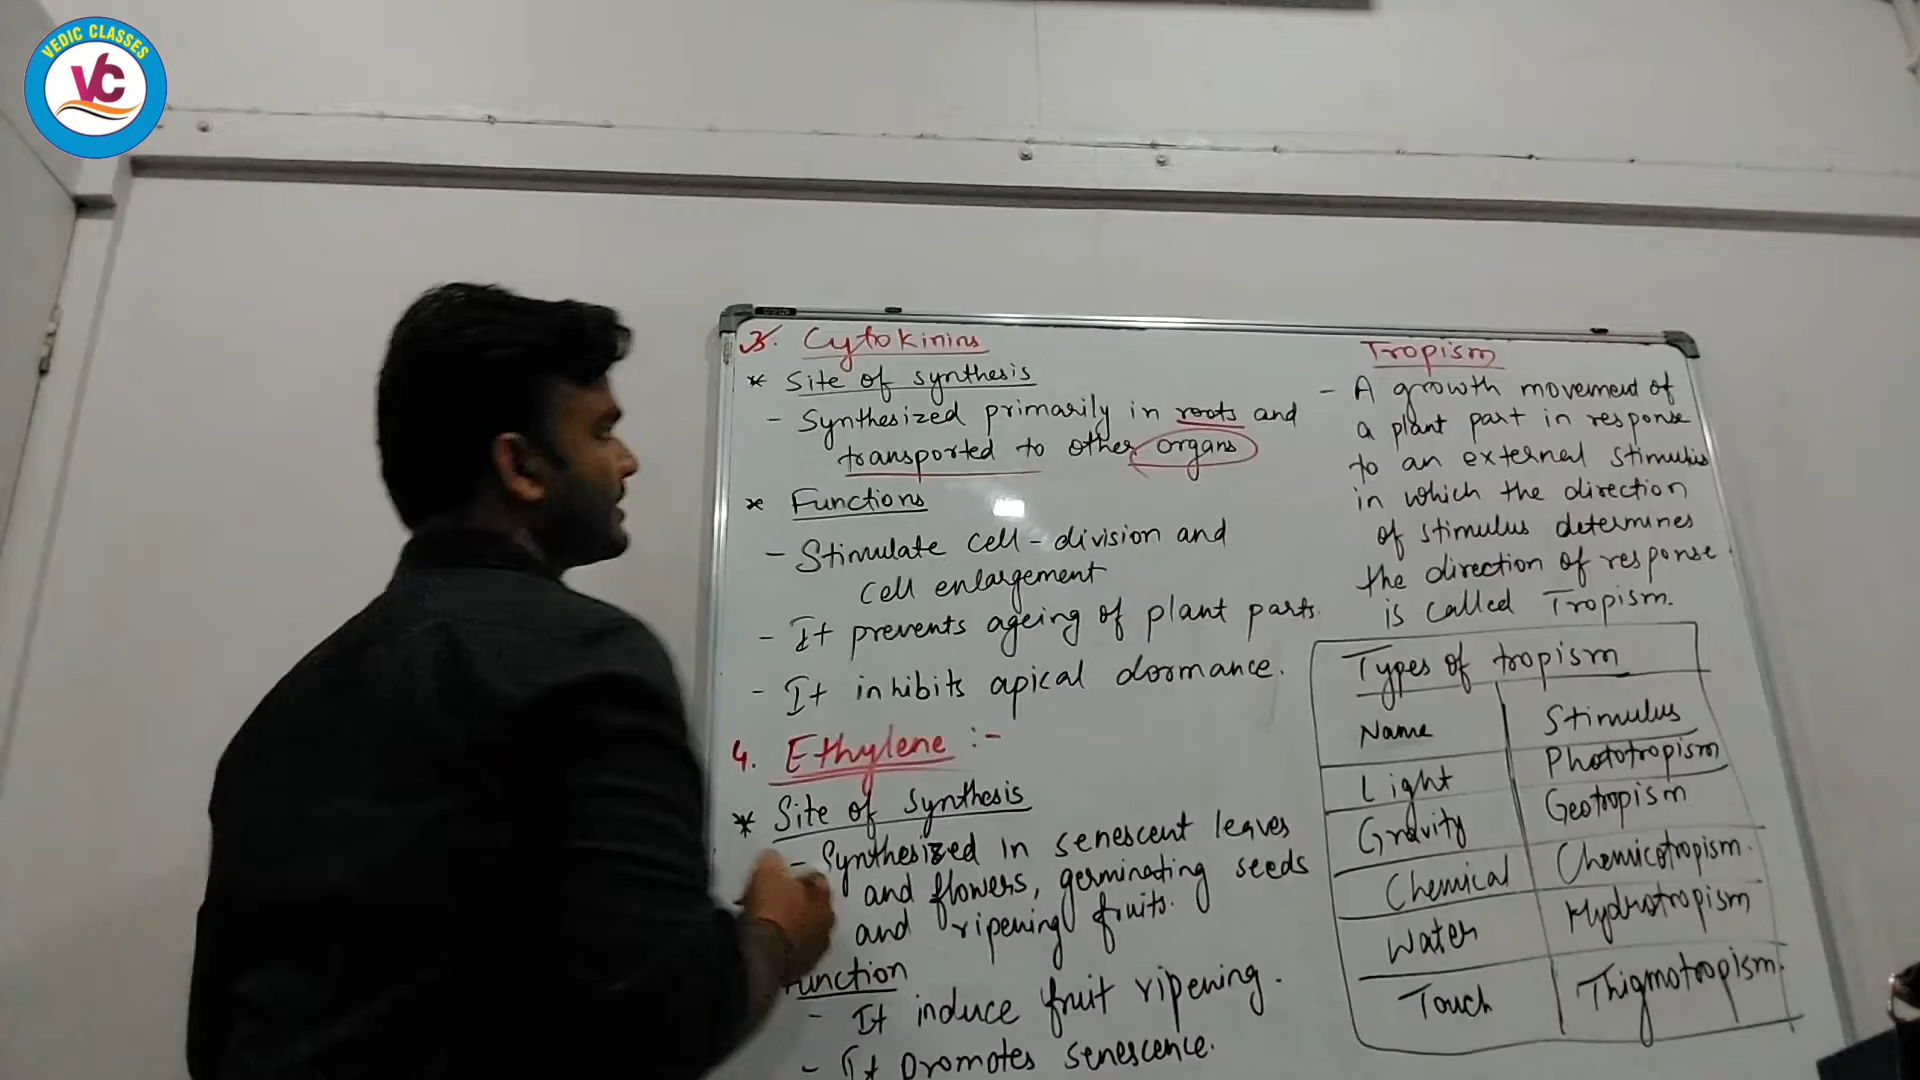 VEDIC CLASSES
VC
3. Cytokinins
* Site of synthesis
- Synthesized primarily in roots and
transported to other organs
* Functions
- Stimulate cell-division and
cell enlargement
- It prevents ageing of plant parts.
- It inhibits apical dormance.
4. Ethylene :-
* Site of synthesis
- Synthesized in senescent leaves
and flowers, germinating seeds
and ripening fruits.
Function
- It induce fruit ripening.
- It promotes senescence.
Tropism
- A growth movement of
a plant part in response
to an external stimulus
in which the direction
of stimulus determines
the direction of response
is called Tropism.
Types of tropism
Name Stimulus
Light Phototropism
Gravity Geotropism
Chemical Chemicotropism.
Water Hydrotropism
Touch Thigmotropism.